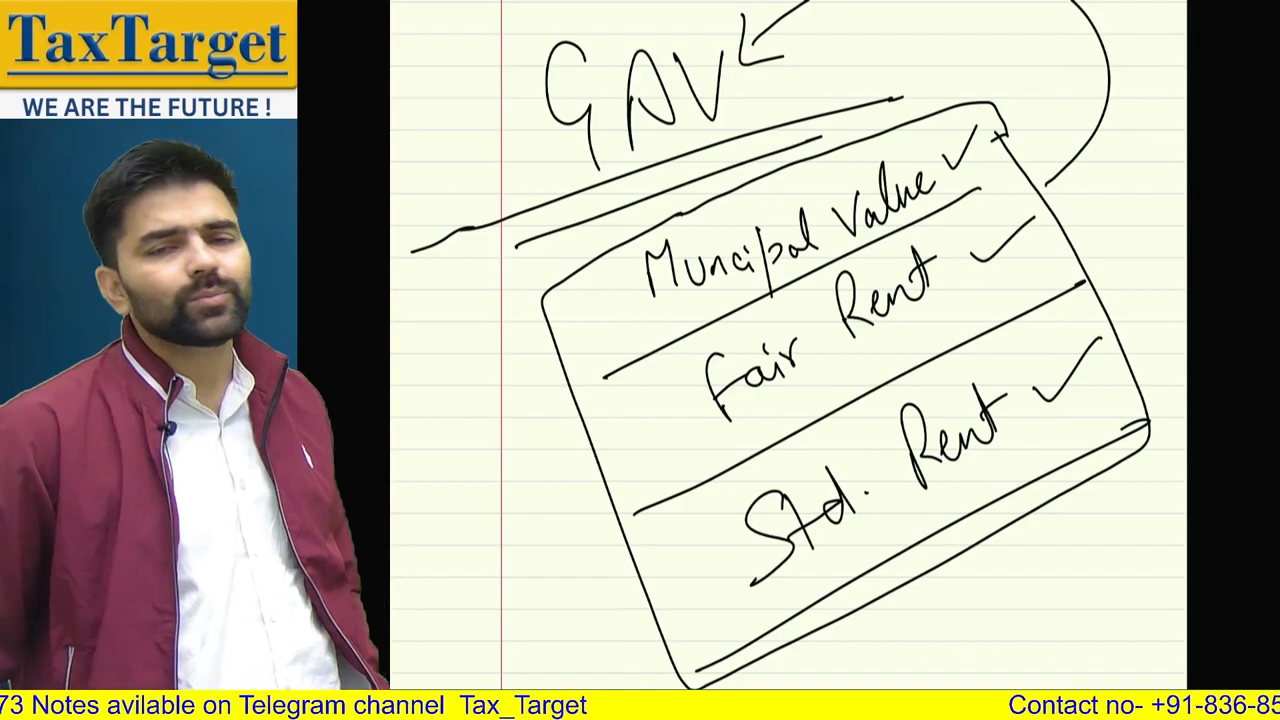 TaxTarget
WE ARE THE FUTURE !
GAV
Muncipal Value
Fair Rent
Std. Rent
73 Notes avilable on Telegram channel Tax_Target
Contact no- +91-836-85